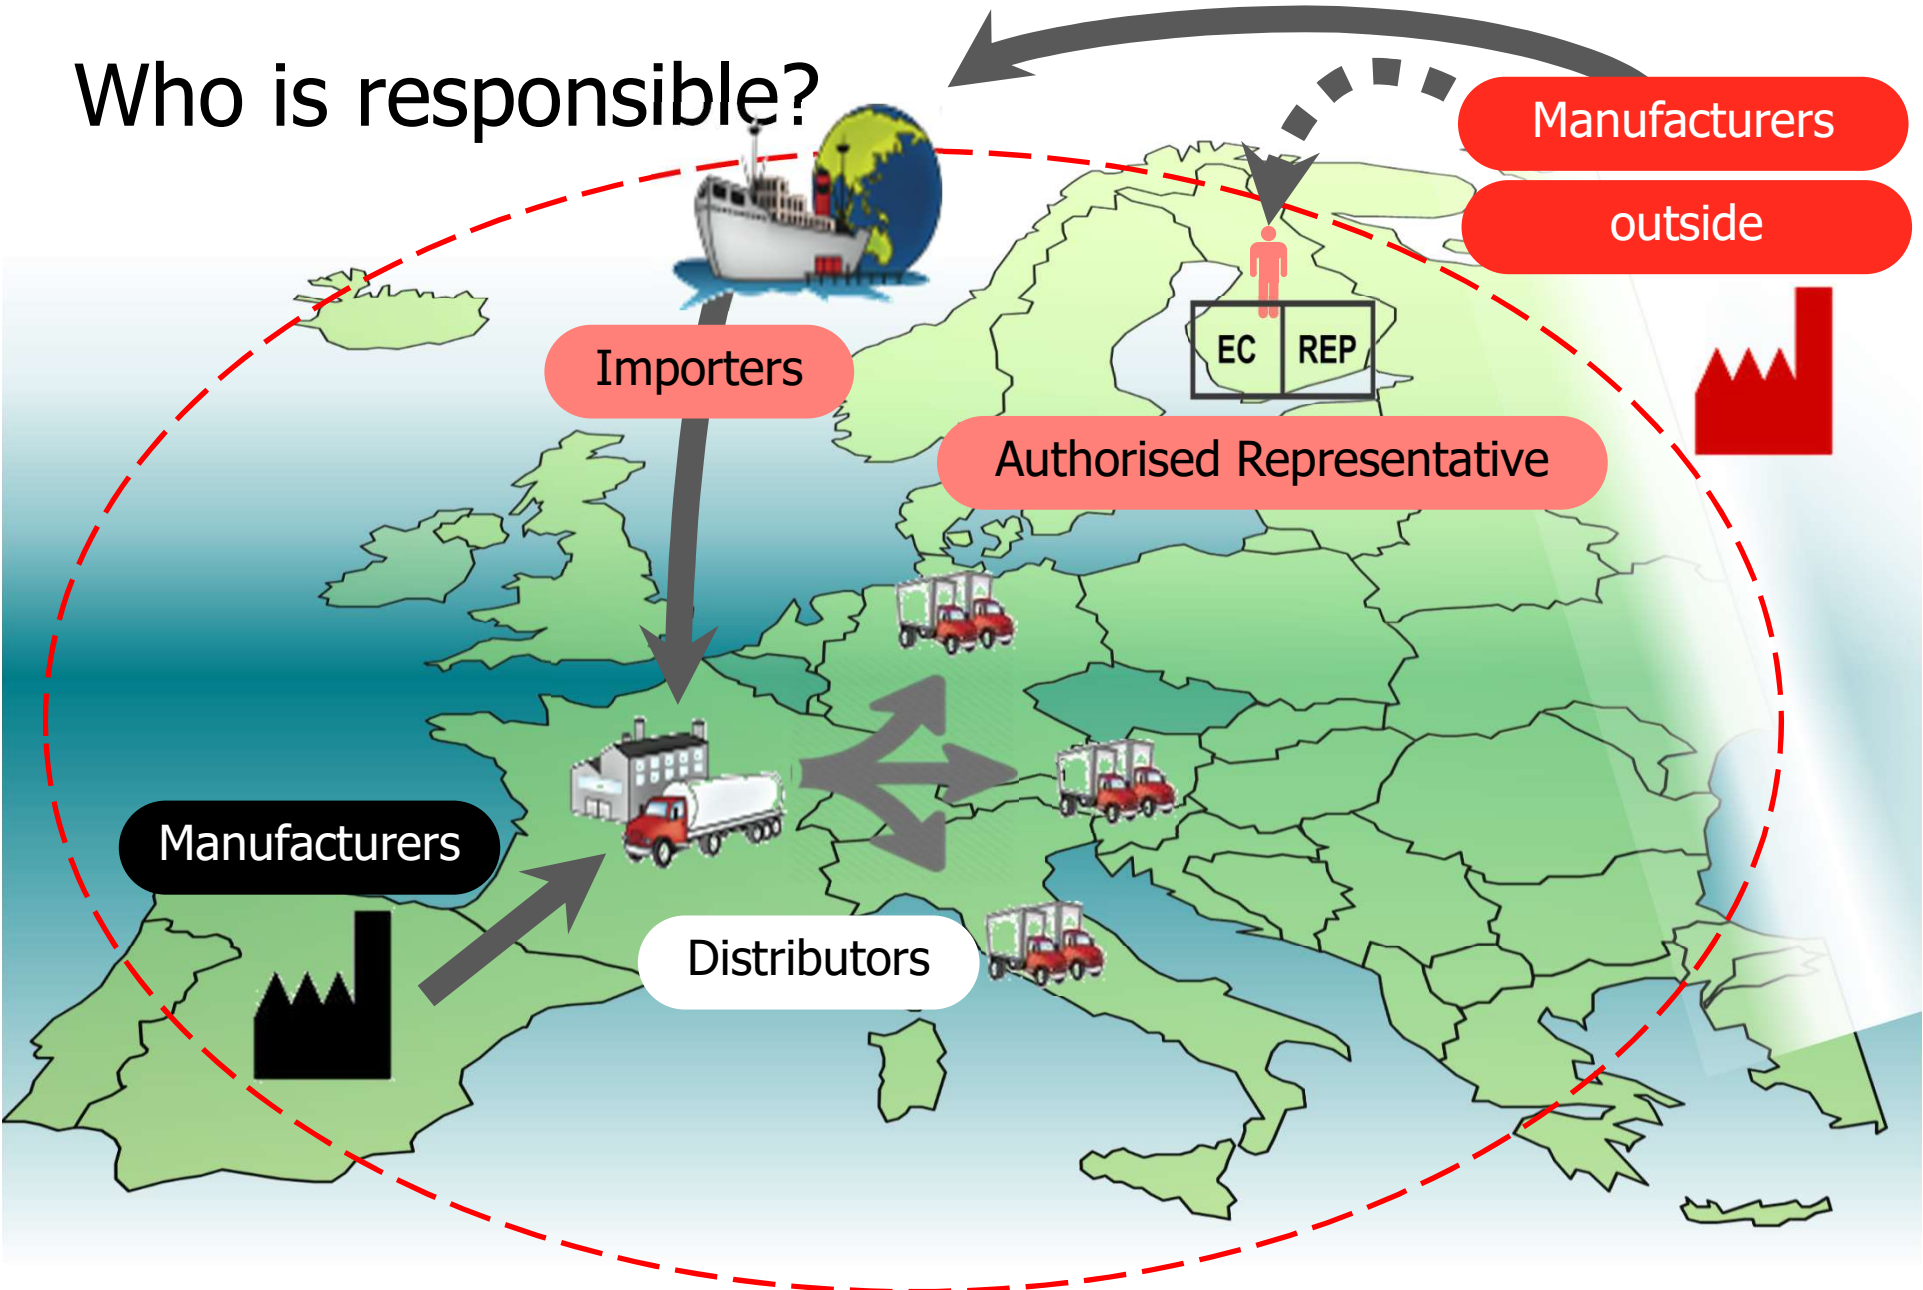 Who is responsible?
Manufacturers
outside
Importers
EC REP
Authorised Representative
Manufacturers
Distributors